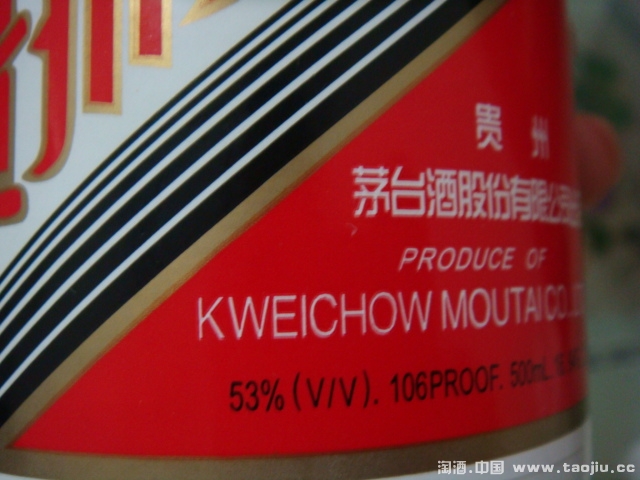 贵州
茅台酒股份有限公司
PRODUCE OF
KWEICHOW MOUTAI CO.
53% (V/V). 106PROOF. 500mL
淘酒.中国 www.taojiu.cc